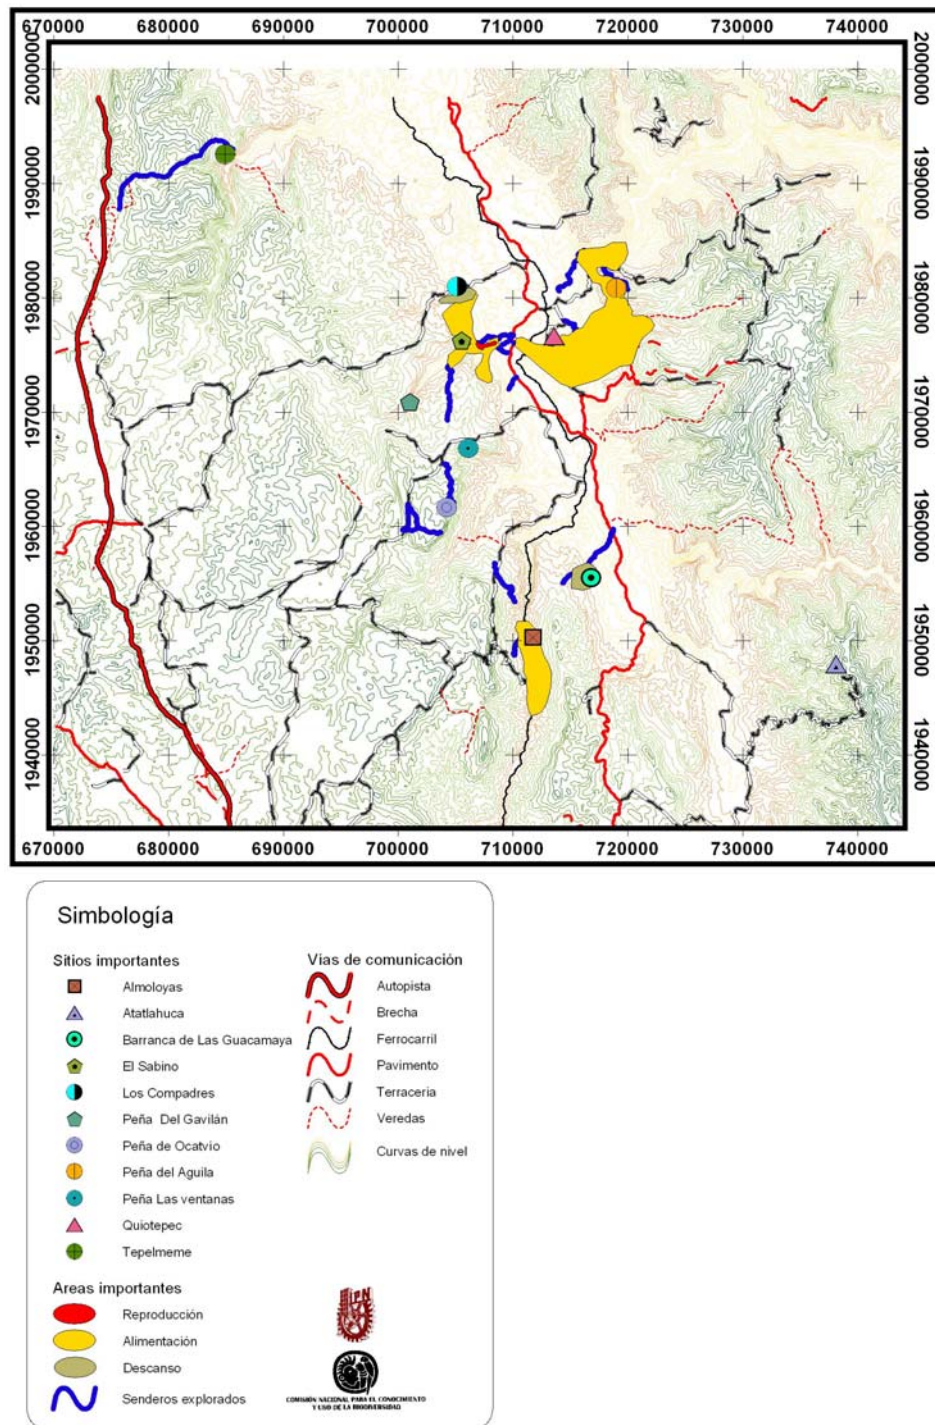 670000 680000 690000 700000 710000 720000 730000 740000
2000000 2000000
1990000 1990000
1980000 1980000
1970000 1970000
1960000 1960000
1950000 1950000
1940000 1940000
670000 680000 690000 700000 710000 720000 730000 740000
Simbología
Sitios importantes
Almoloyas
Atatlahuca
Barranca de Las Guacamaya
El Sabino
Los Compadres
Peña Del Gavilán
Peña de Ocatvio
Peña del Aguila
Peña Las ventanas
Quiotepec
Tepelmeme
Areas importantes
Reproducción
Alimentación
Descanso
Senderos explorados
Vias de comunicación
Autopista
Brecha
Ferrocarril
Pavimento
Terraceria
Veredas
Curvas de nivel
IPN
COMISIÓN NACIONAL PARA EL CONOCIMIENTO
Y USO DE LA BIODIVERSIDAD